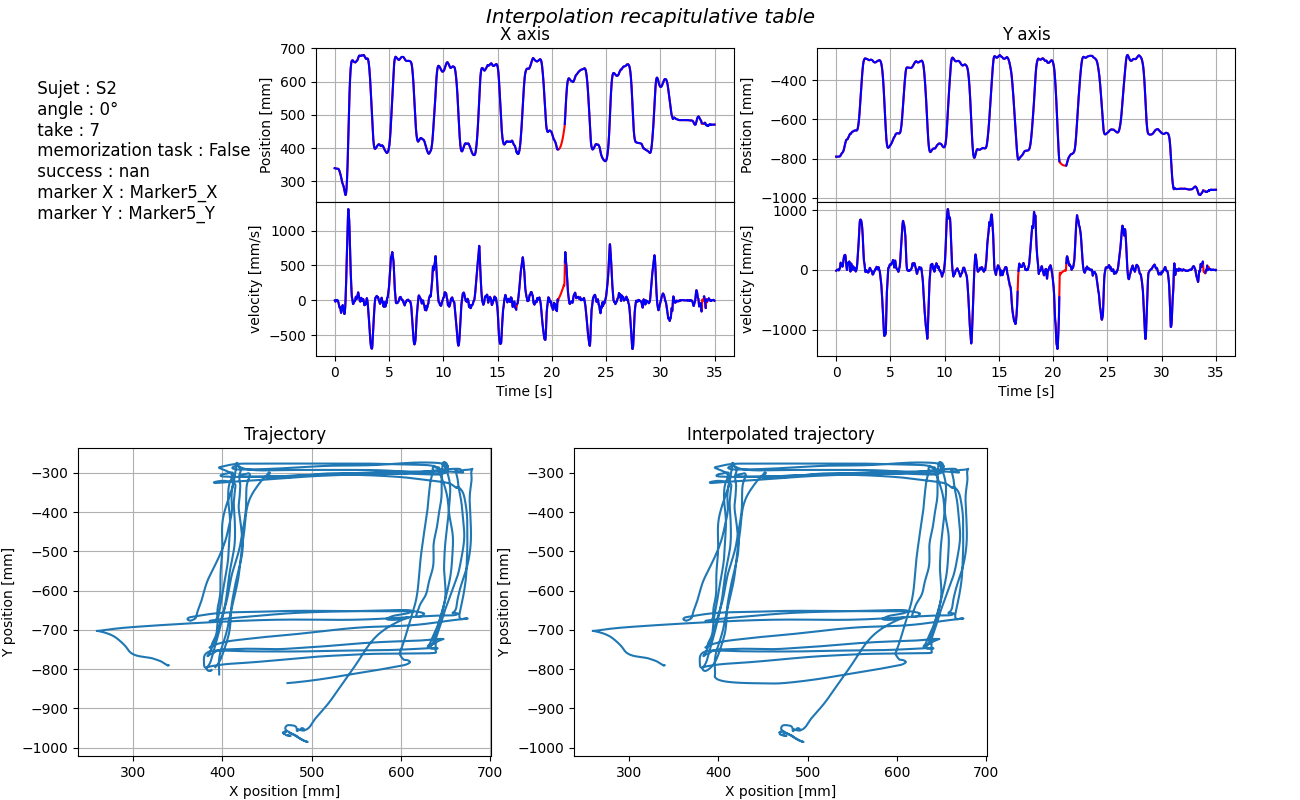 Interpolation recapitulative table
Sujet : S2
angle : 0°
take : 7
memorization task : False
success : nan
marker X : Marker5_X
marker Y : Marker5_Y
X axis
Position [mm]
700
600
500
400
300
velocity [mm/s]
1000
500
0
−500
0 5 10 15 20 25 30 35
Time [s]
Y axis
Position [mm]
−400
−600
−800
−1000
velocity [mm/s]
1000
0
−1000
0 5 10 15 20 25 30 35
Time [s]
Trajectory
Y position [mm]
−300
−400
−500
−600
−700
−800
−900
−1000
300 400 500 600 700
X position [mm]
Interpolated trajectory
Y position [mm]
−300
−400
−500
−600
−700
−800
−900
−1000
300 400 500 600 700
X position [mm]